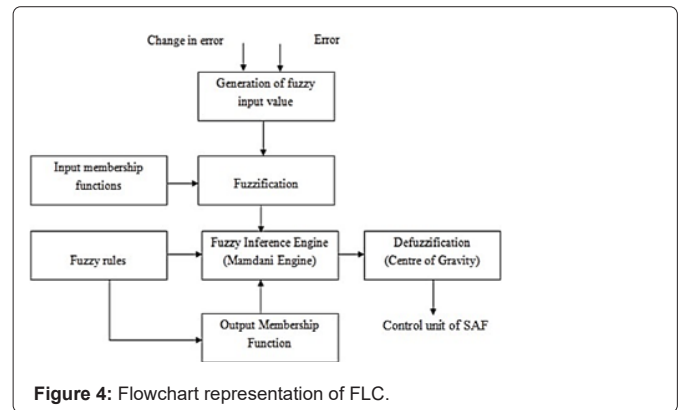 Change in error
Error
Generation of fuzzy
input value
Input membership
functions
Fuzzification
Fuzzy rules
Fuzzy Inference Engine
(Mamdani Engine)
Defuzzification
(Centre of Gravity)
Output Membership
Function
Control unit of SAF
Figure 4: Flowchart representation of FLC.